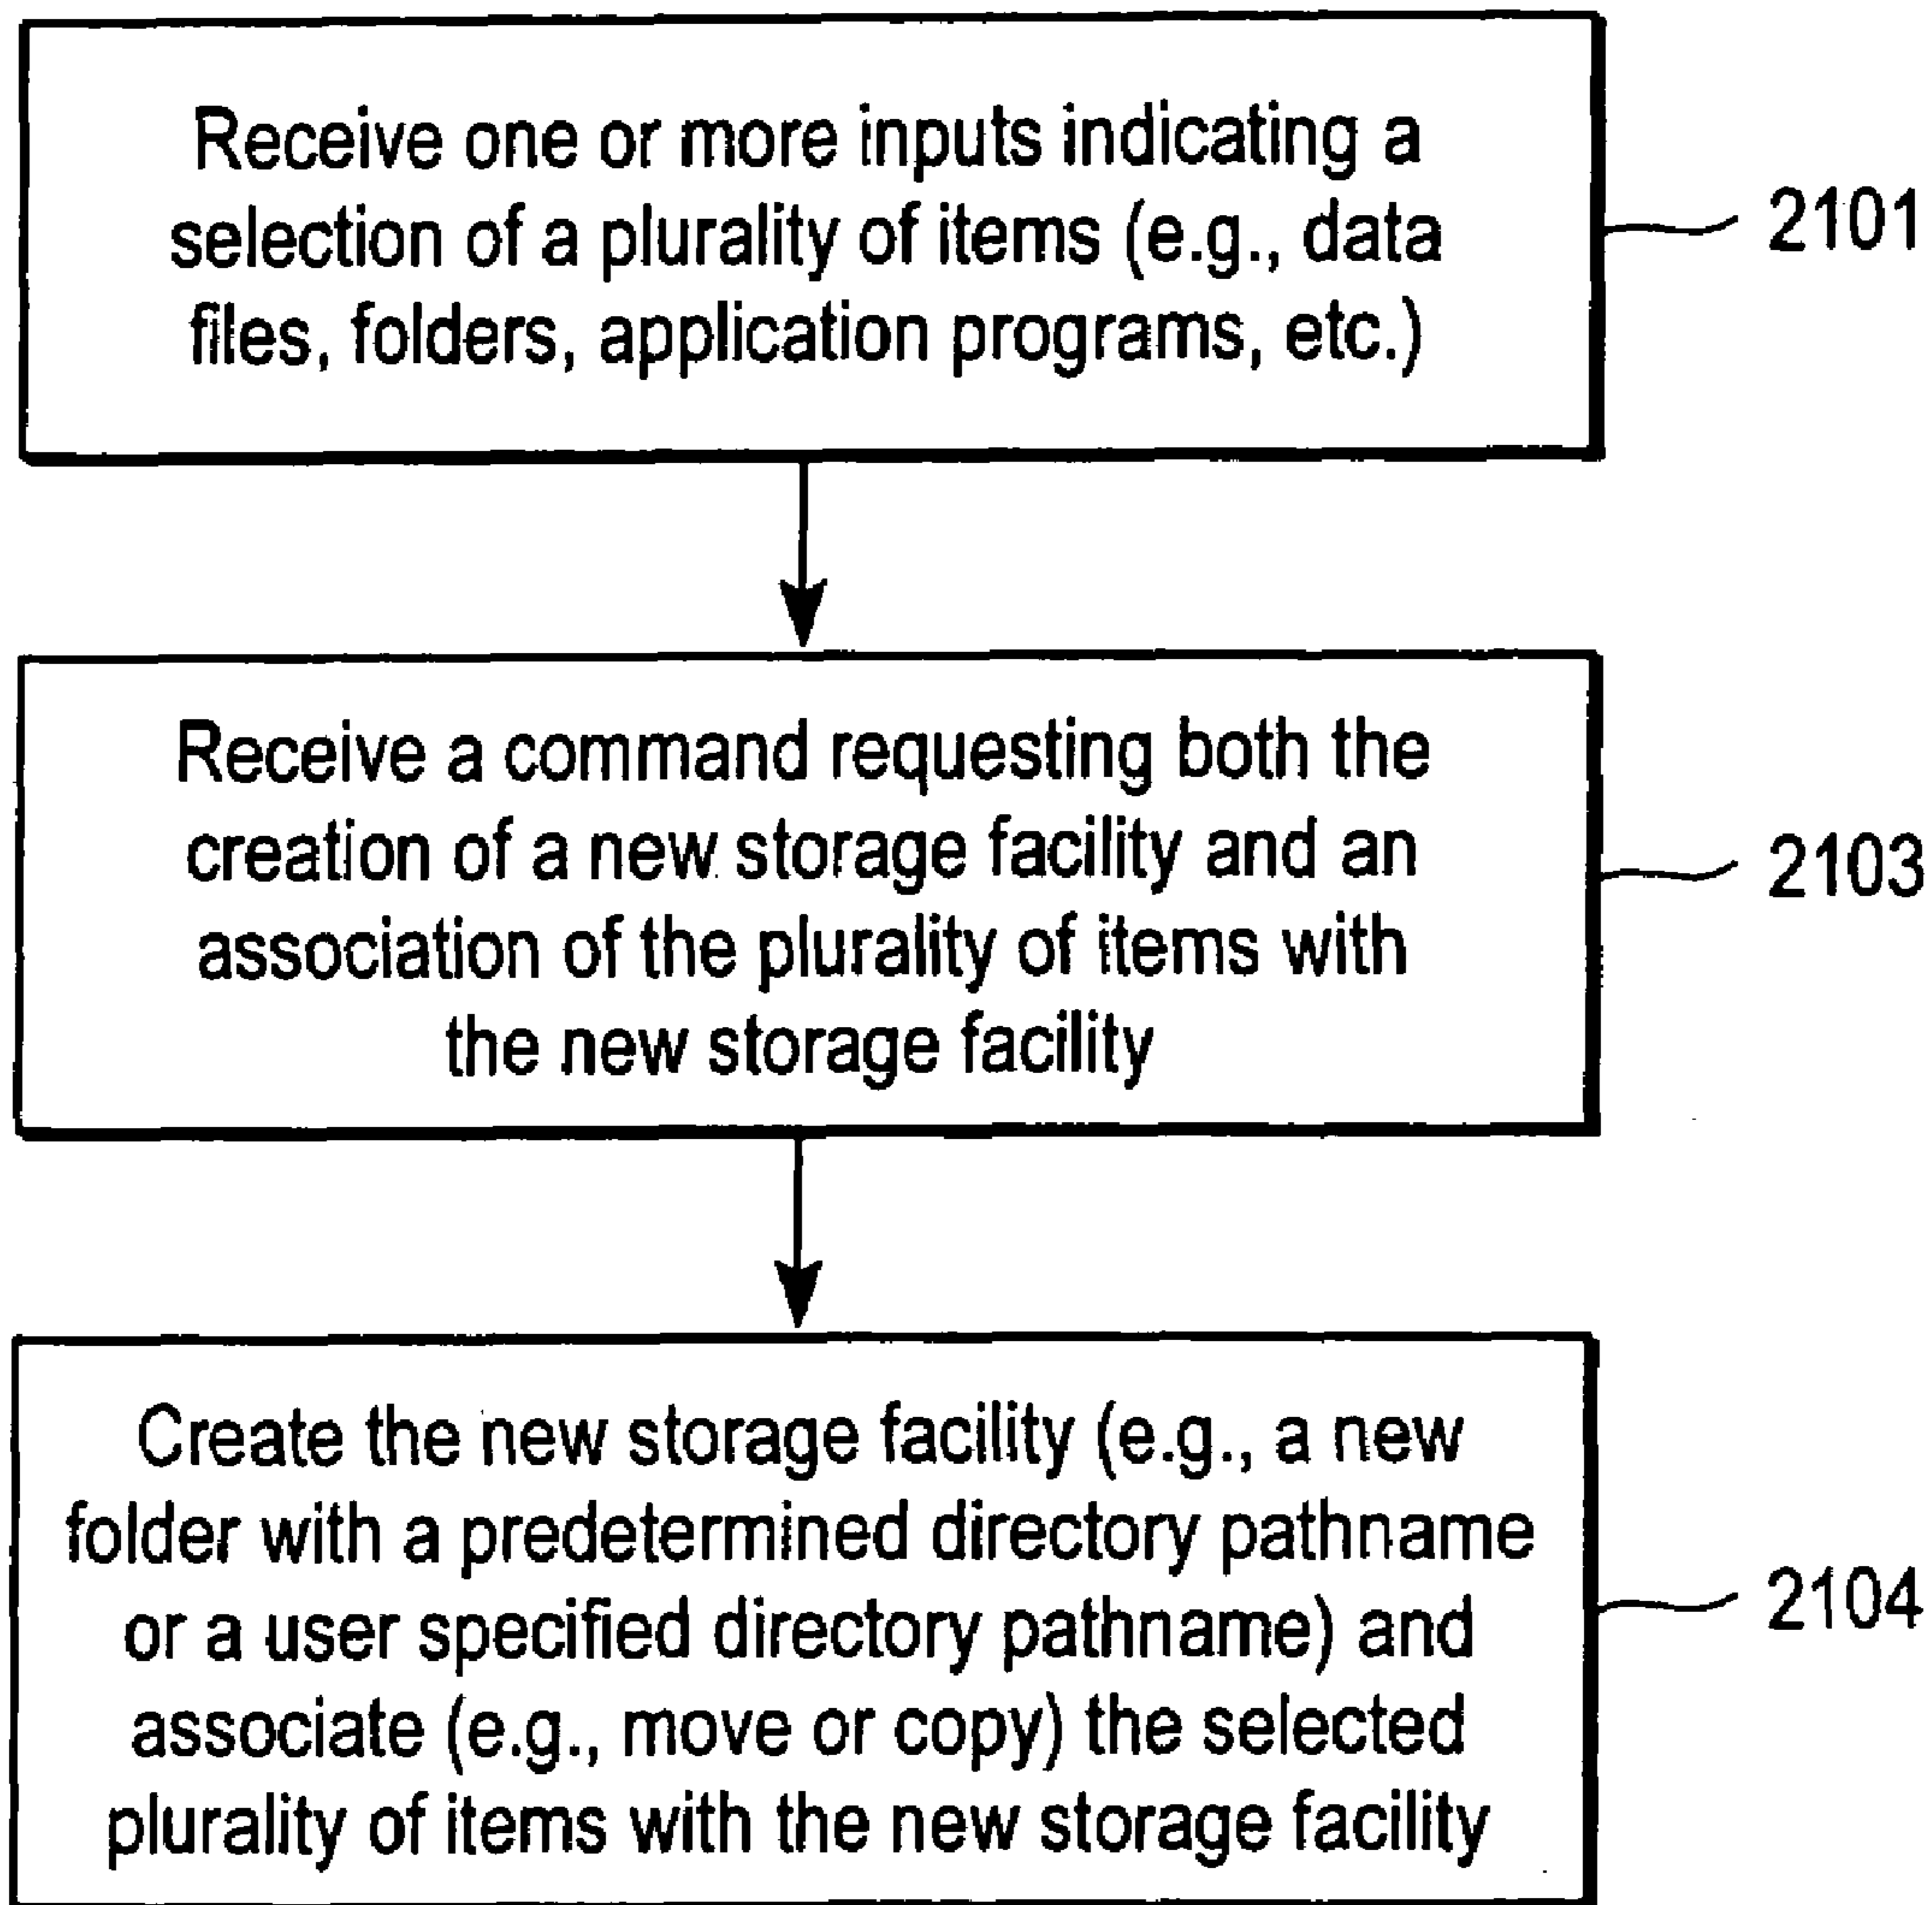 Receive one or more inputs indicating a
selection of a plurality of items (e.g., data
files, folders, application programs, etc.)
2101
Receive a command requesting both the
creation of a new storage facility and an
association of the plurality of items with
the new storage facility
2103
Create the new storage facility (e.g., a new
folder with a predetermined directory pathname
or a user specified directory pathname) and
associate (e.g., move or copy) the selected
plurality of items with the new storage facility
2104